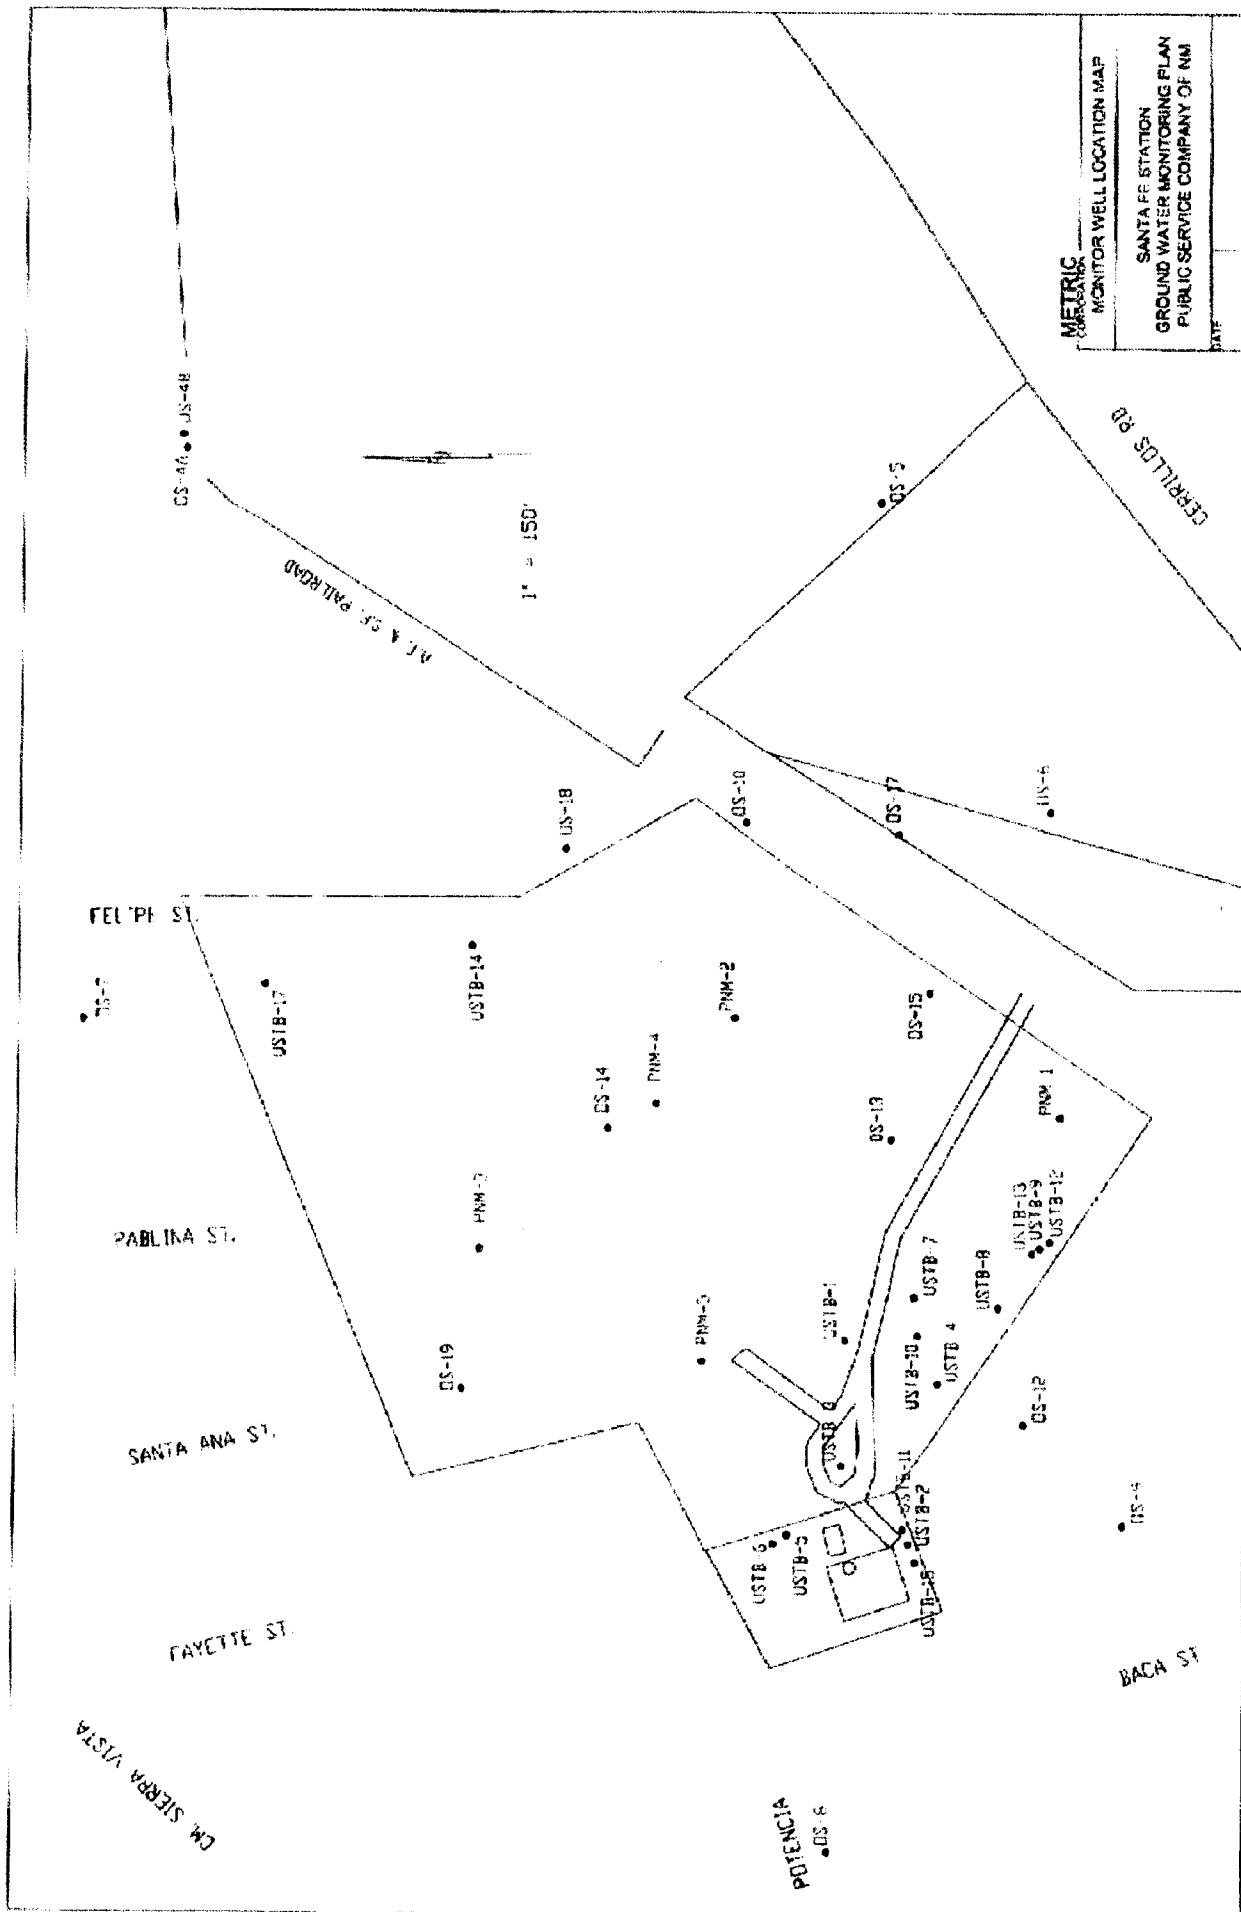 METRIC
CORPORATION
MONITOR WELL LOCATION MAP
SANTA FE STATION
GROUND WATER MONITORING PLAN
PUBLIC SERVICE COMPANY OF NM
DATE
CERRILLOS RD
A.T. & S.F. RAILROAD
1" = 150'
OS-4A
OS-4B
OS-5
OS-18
OS-10
OS-17
OS-6
FELIPE ST.
OS-7
USTB-17
USTB-14
PNM-2
PNM-4
OS-14
OS-15
OS-13
PNM 1
PNM-3
PABLINA ST.
USTB-13
USTB-9
USTB-12
USTB-8
USTB-7
USTB-1
USTB-10
USTB 4
OS-19
OS-12
SANTA ANA ST.
USTB-11
USTB-2
USTB-6
USTB-5
OS-4
FAYETTE ST.
BACA ST
CM. SIERRA VISTA
POTENCIA
OS-8